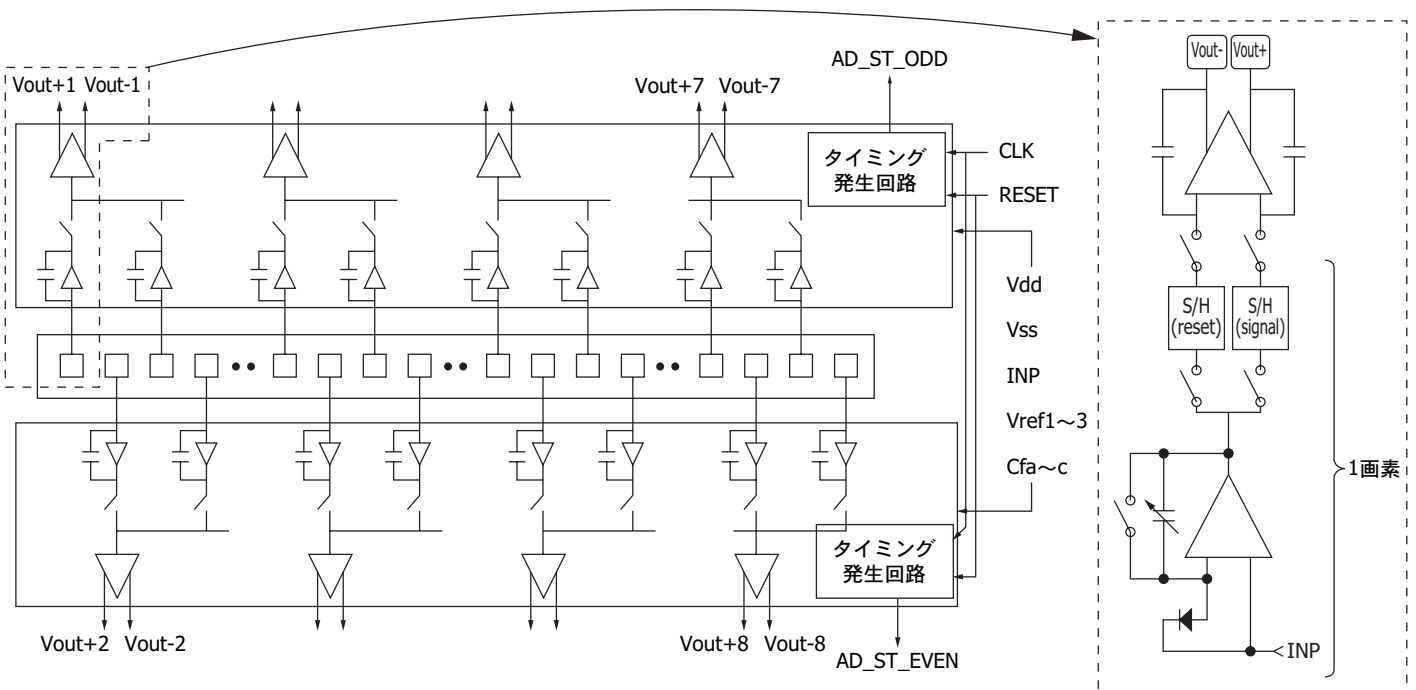 Vout+1 Vout-1
Vout+7 Vout-7
AD_ST_ODD
タイミング
発生回路
CLK
RESET
Vdd
Vss
INP
Vref1～3
Cfa～c
タイミング
発生回路
Vout+2 Vout-2
Vout+8 Vout-8
AD_ST_EVEN
Vout- Vout+
S/H
(reset)
S/H
(signal)
1画素
INP